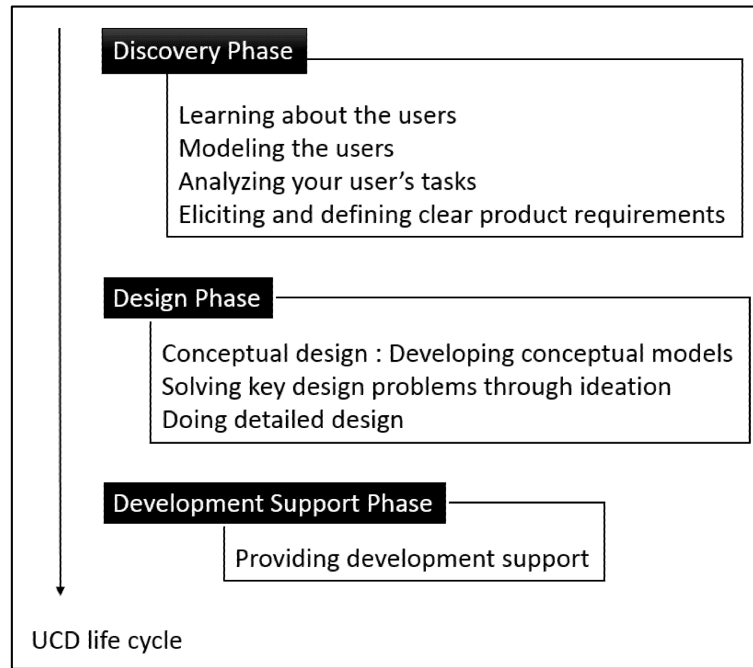 Discovery Phase
Learning about the users
Modeling the users
Analyzing your user's tasks
Eliciting and defining clear product requirements
Design Phase
Conceptual design : Developing conceptual models
Solving key design problems through ideation
Doing detailed design
Development Support Phase
Providing development support
UCD life cycle